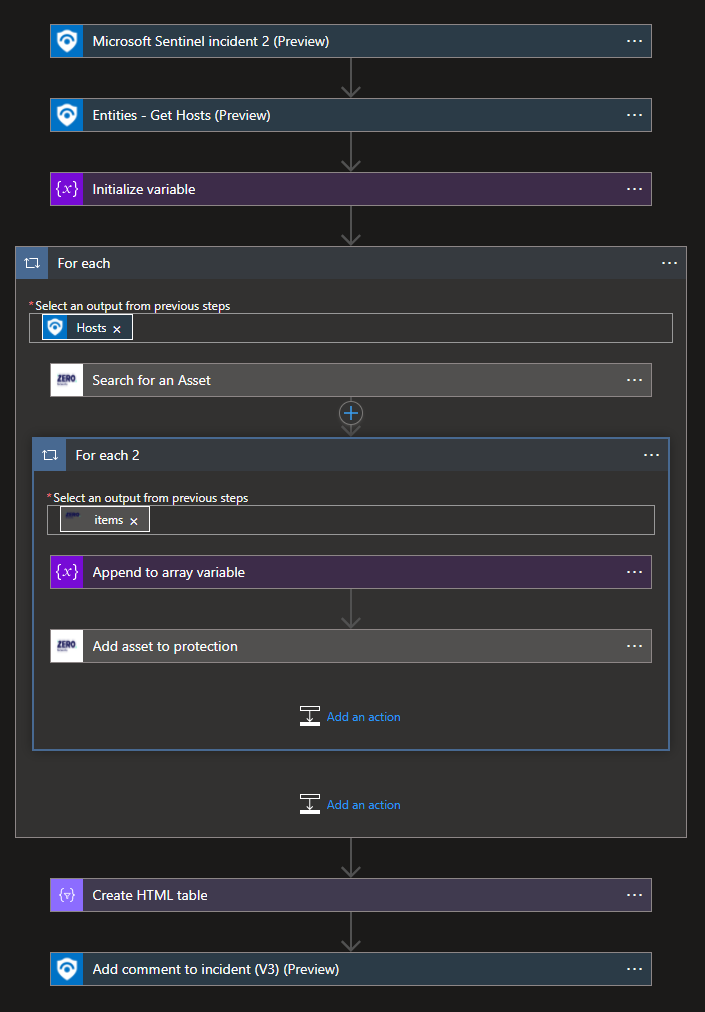 Microsoft Sentinel incident 2 (Preview)
Entities - Get Hosts (Preview)
{x} Initialize variable
For each
*Select an output from previous steps
Hosts ×
ZERO Search for an Asset
For each 2
*Select an output from previous steps
items ×
{x} Append to array variable
ZERO Add asset to protection
Add an action
Add an action
Create HTML table
Add comment to incident (V3) (Preview)